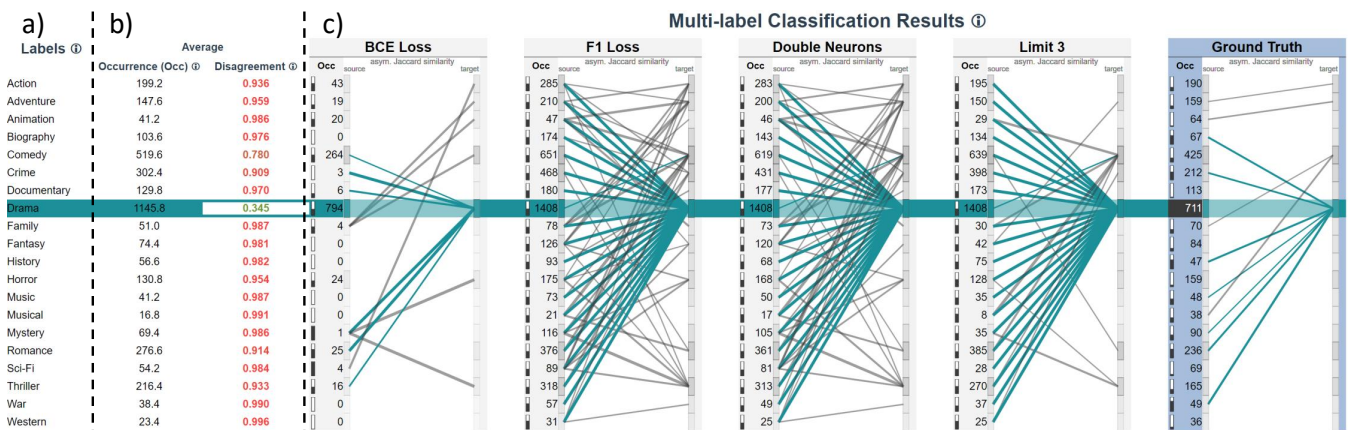 a) b) c) Multi-label Classification Results ⓘ
Labels ⓘ Average BCE Loss F1 Loss Double Neurons Limit 3 Ground Truth
Occurrence (Occ) ⓘ Disagreement ⓘ Occ asym. Jaccard similarity source target Occ asym. Jaccard similarity source target Occ asym. Jaccard similarity source target Occ asym. Jaccard similarity source target Occ asym. Jaccard similarity source target
Action 199.2 0.936 43 285 283 195 190
Adventure 147.6 0.959 19 210 200 150 159
Animation 41.2 0.986 20 47 46 29 64
Biography 103.6 0.976 0 174 143 134 67
Comedy 519.6 0.780 264 651 619 639 425
Crime 302.4 0.909 3 468 431 398 212
Documentary 129.8 0.970 6 180 177 173 113
Drama 1145.8 0.345 794 1408 1408 1408 711
Family 51.0 0.987 4 78 73 30 70
Fantasy 74.4 0.981 0 126 120 42 84
History 56.6 0.982 0 93 68 75 47
Horror 130.8 0.954 24 175 168 128 159
Music 41.2 0.987 0 73 50 35 48
Musical 16.8 0.991 0 21 17 8 38
Mystery 69.4 0.986 1 116 105 35 90
Romance 276.6 0.914 25 376 361 385 236
Sci-Fi 54.2 0.984 4 89 81 28 69
Thriller 216.4 0.933 16 318 313 270 165
War 38.4 0.990 0 57 49 37 49
Western 23.4 0.996 0 31 25 25 36